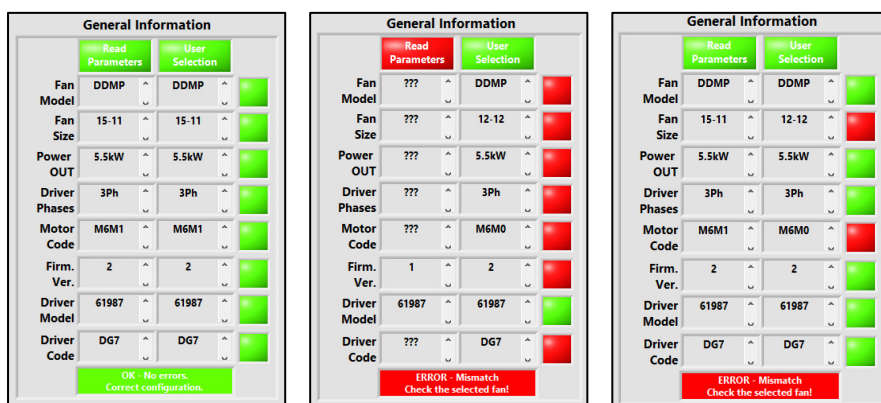 General Information
Read Parameters
User Selection
Fan Model DDMP DDMP
Fan Size 15-11 15-11
Power OUT 5.5kW 5.5kW
Driver Phases 3Ph 3Ph
Motor Code M6M1 M6M1
Firm. Ver. 2 2
Driver Model 61987 61987
Driver Code DG7 DG7
OK - No errors.
Correct configuration.
General Information
Read Parameters
User Selection
Fan Model ??? DDMP
Fan Size ??? 12-12
Power OUT ??? 5.5kW
Driver Phases ??? 3Ph
Motor Code ??? M6M0
Firm. Ver. 1 2
Driver Model 61987 61987
Driver Code ??? DG7
ERROR - Mismatch
Check the selected fan!
General Information
Read Parameters
User Selection
Fan Model DDMP DDMP
Fan Size 15-11 12-12
Power OUT 5.5kW 5.5kW
Driver Phases 3Ph 3Ph
Motor Code M6M1 M6M0
Firm. Ver. 2 2
Driver Model 61987 61987
Driver Code DG7 DG7
ERROR - Mismatch
Check the selected fan!